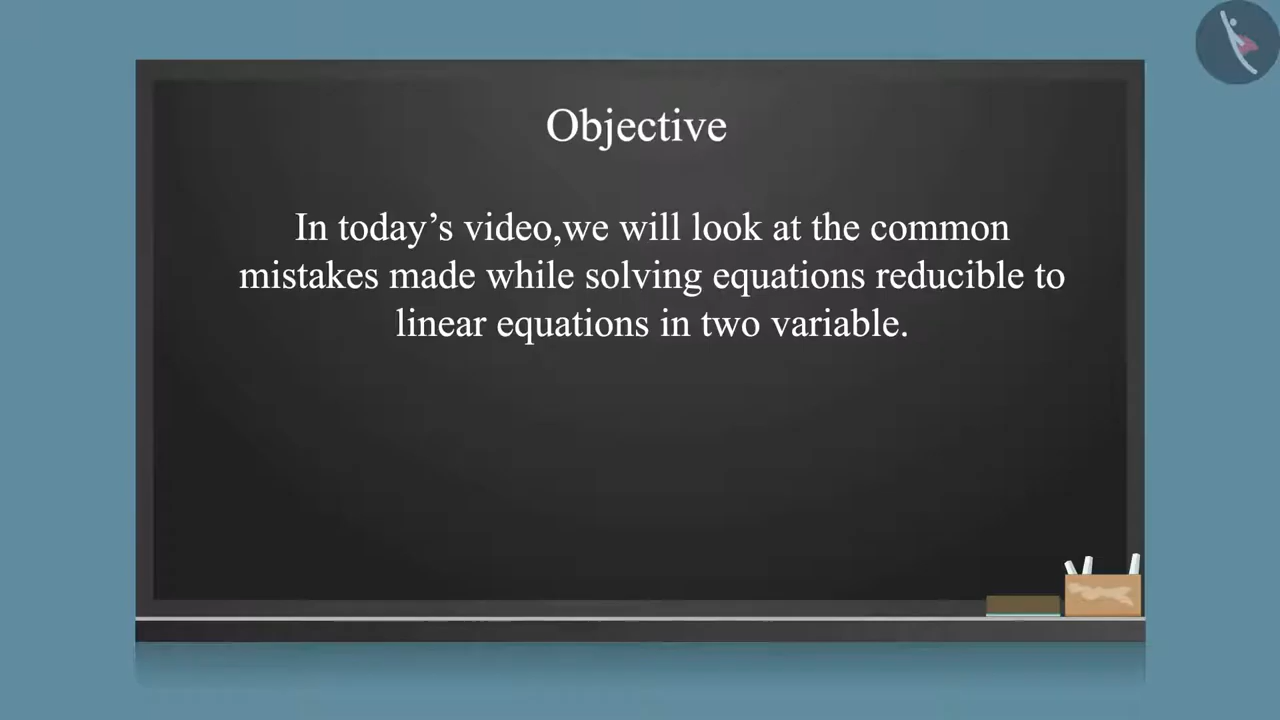 Objective
In today’s video,we will look at the common
mistakes made while solving equations reducible to
linear equations in two variable.